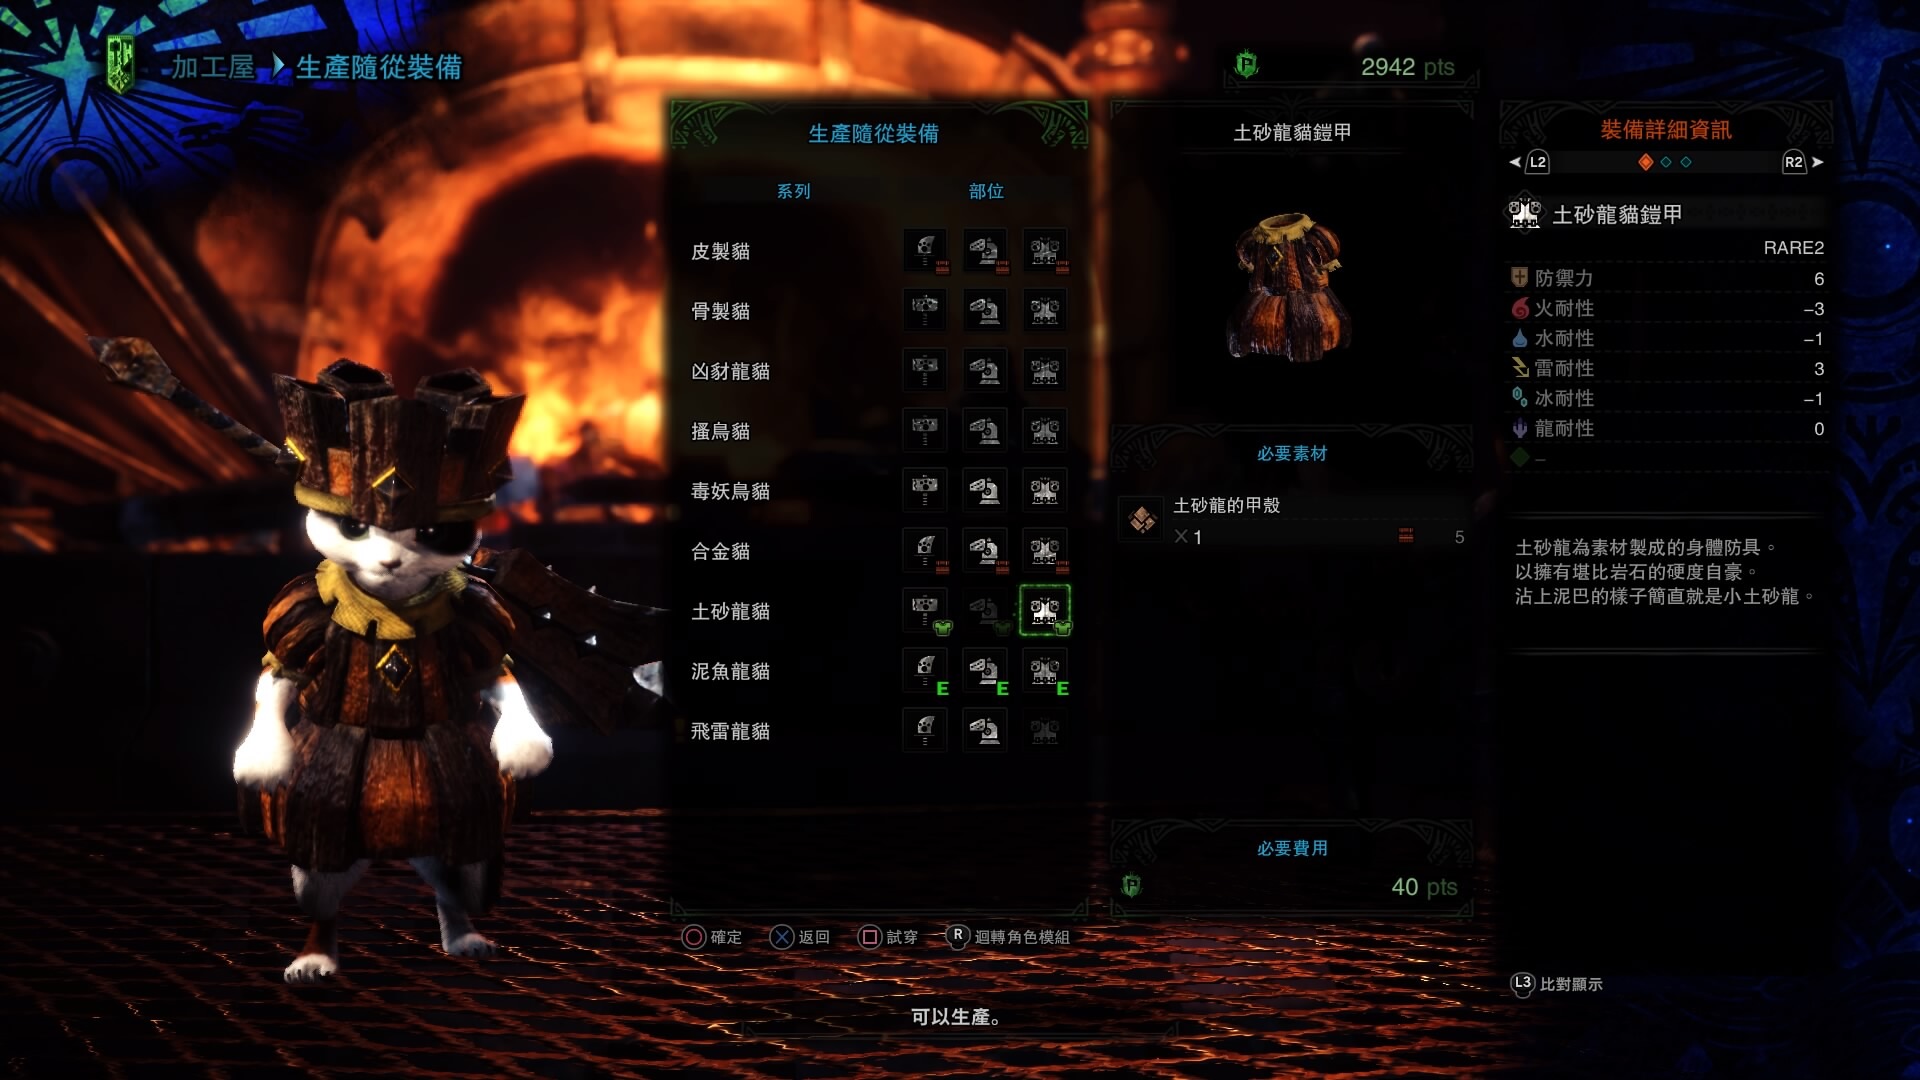 加工屋 生產隨從裝備
2942 pts
生產隨從裝備
系列 部位
皮製貓
骨製貓
凶豺龍貓
搔鳥貓
毒妖鳥貓
合金貓
土砂龍貓
泥魚龍貓 E E E
飛雷龍貓
確定 返回 試穿 R 迴轉角色模組
土砂龍貓鎧甲
必要素材
土砂龍的甲殼
×1 5
必要費用
40 pts
裝備詳細資訊
L2 R2
土砂龍貓鎧甲
RARE2
防禦力 6
火耐性 -3
水耐性 -1
雷耐性 3
冰耐性 -1
龍耐性 0
–
土砂龍為素材製成的身體防具。
以擁有堪比岩石的硬度自豪。
沾上泥巴的樣子簡直就是小土砂龍。
L3 比對顯示
可以生產。